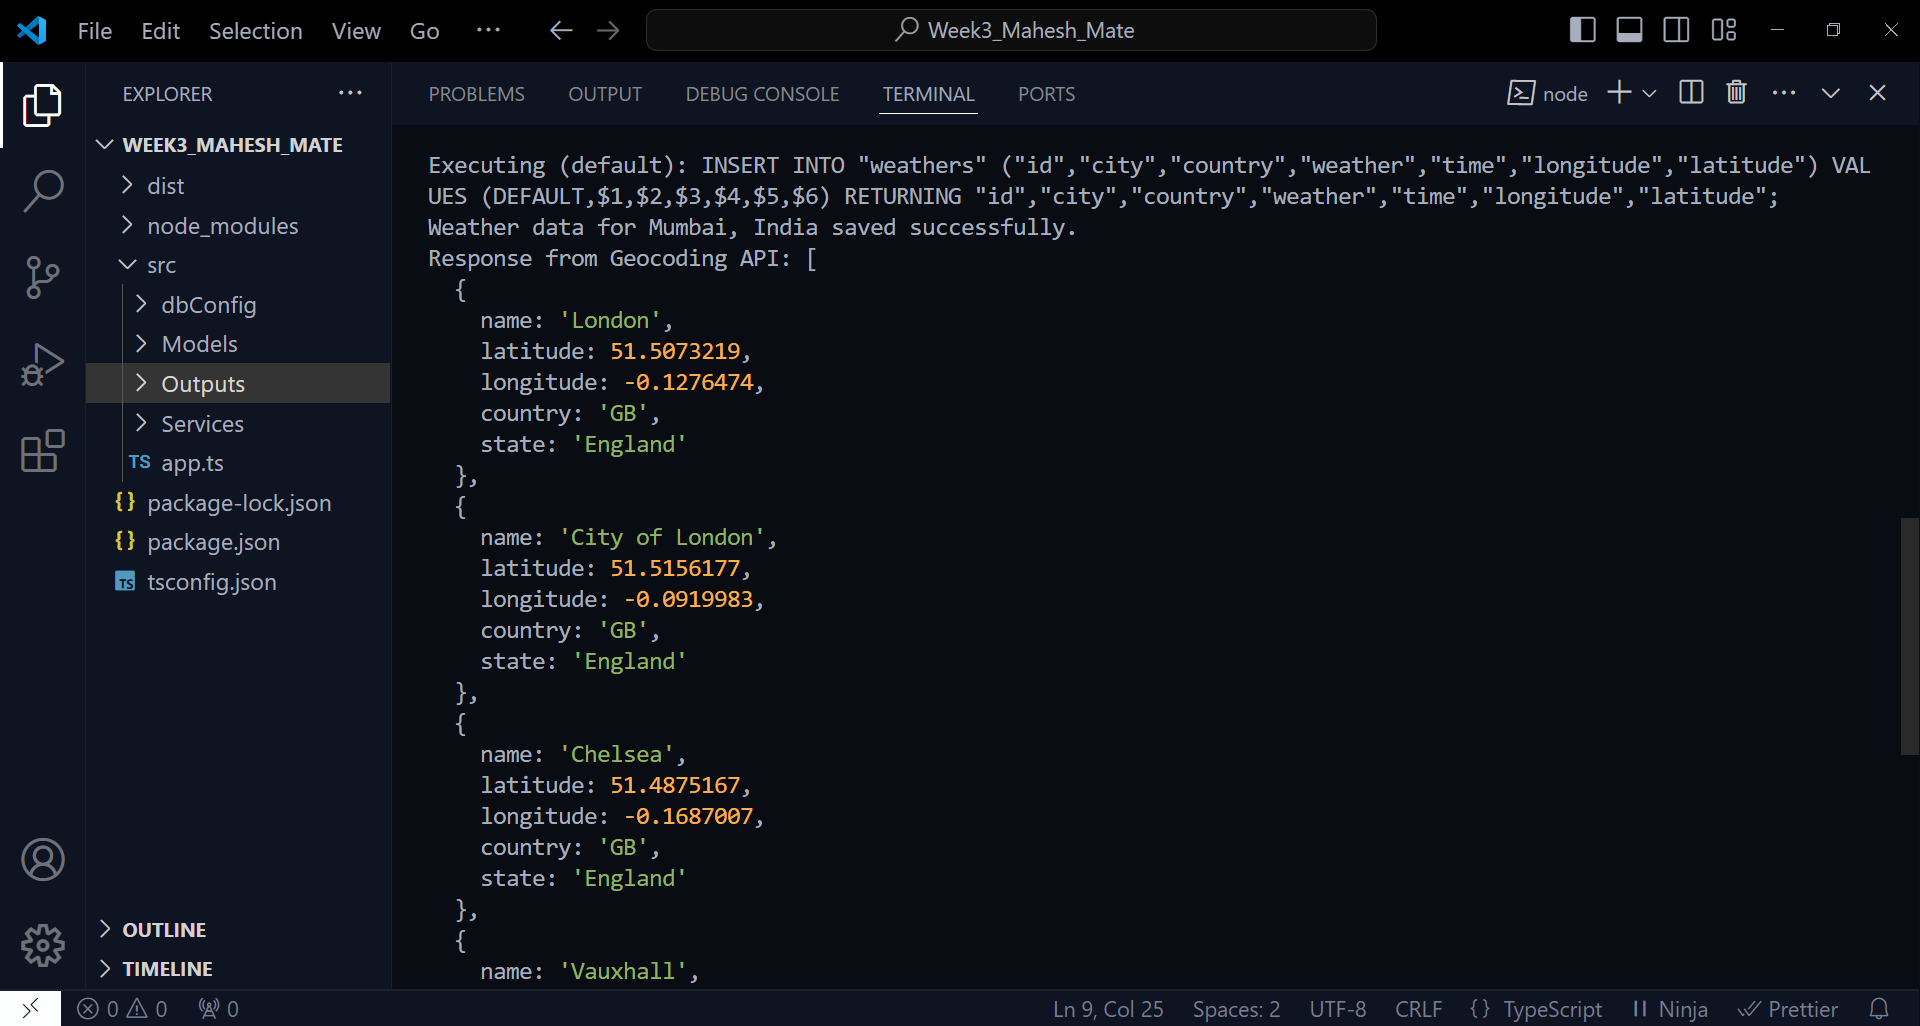 File Edit Selection View Go ··· Week3_Mahesh_Mate
EXPLORER ···
WEEK3_MAHESH_MATE
dist
node_modules
src
dbConfig
Models
Outputs
Services
TS app.ts
{} package-lock.json
{} package.json
TS tsconfig.json
OUTLINE
TIMELINE
PROBLEMS OUTPUT DEBUG CONSOLE TERMINAL PORTS node ···
Executing (default): INSERT INTO "weathers" ("id","city","country","weather","time","longitude","latitude") VAL
UES (DEFAULT,$1,$2,$3,$4,$5,$6) RETURNING "id","city","country","weather","time","longitude","latitude";
Weather data for Mumbai, India saved successfully.
Response from Geocoding API: [
{
name: 'London',
latitude: 51.5073219,
longitude: -0.1276474,
country: 'GB',
state: 'England'
},
{
name: 'City of London',
latitude: 51.5156177,
longitude: -0.0919983,
country: 'GB',
state: 'England'
},
{
name: 'Chelsea',
latitude: 51.4875167,
longitude: -0.1687007,
country: 'GB',
state: 'England'
},
{
name: 'Vauxhall',
0 0 0 Ln 9, Col 25 Spaces: 2 UTF-8 CRLF {} TypeScript Ninja Prettier